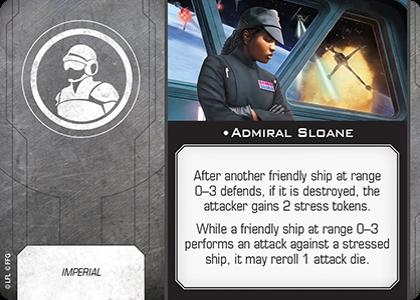 •Admiral Sloane
After another friendly ship at range
0–3 defends, if it is destroyed, the
attacker gains 2 stress tokens.
While a friendly ship at range 0–3
performs an attack against a stressed
ship, it may reroll 1 attack die.
IMPERIAL
©LFL ©FFG